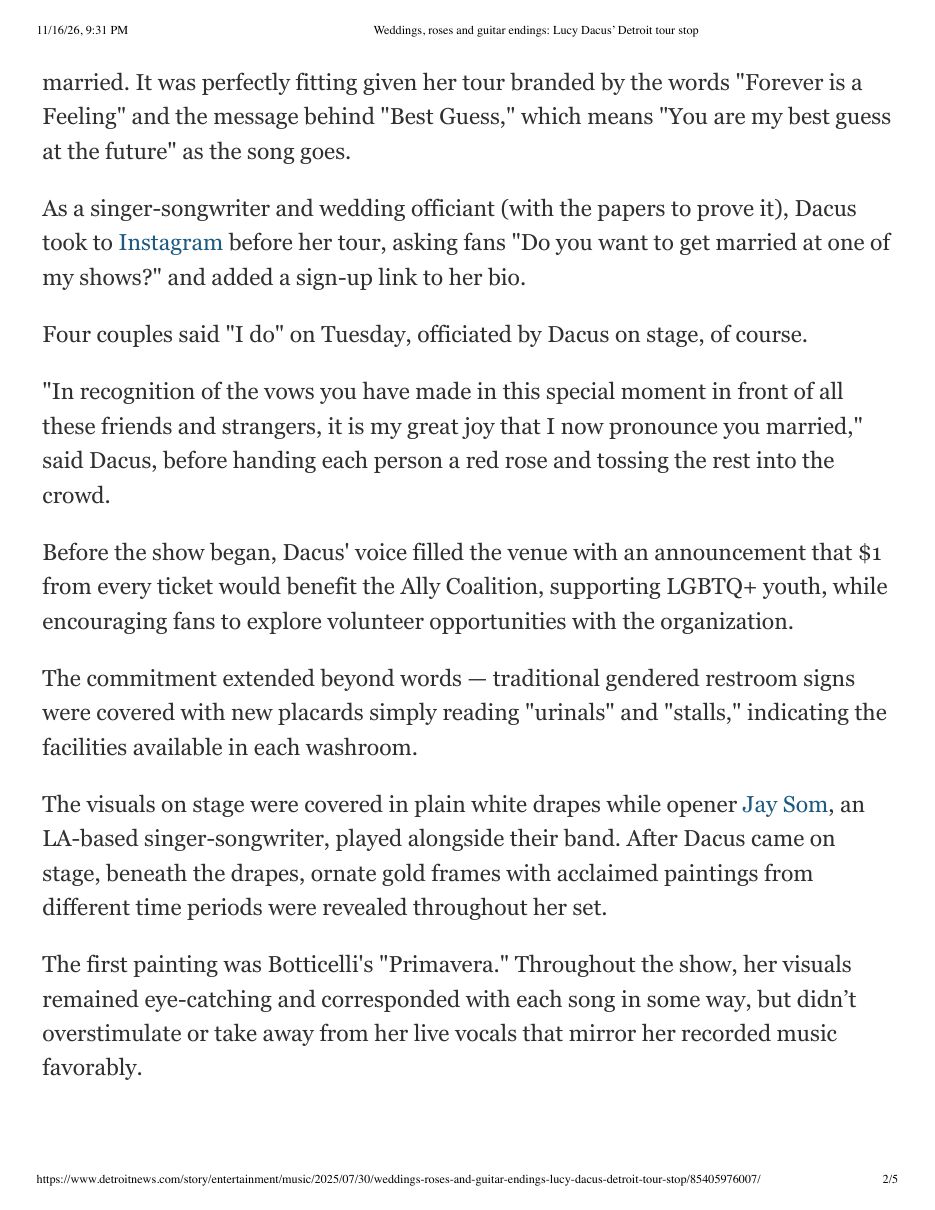 11/16/26, 9:31 PM Weddings, roses and guitar endings: Lucy Dacus’ Detroit tour stop
married. It was perfectly fitting given her tour branded by the words "Forever is a
Feeling" and the message behind "Best Guess," which means "You are my best guess
at the future" as the song goes.
As a singer-songwriter and wedding officiant (with the papers to prove it), Dacus
took to Instagram before her tour, asking fans "Do you want to get married at one of
my shows?" and added a sign-up link to her bio.
Four couples said "I do" on Tuesday, officiated by Dacus on stage, of course.
"In recognition of the vows you have made in this special moment in front of all
these friends and strangers, it is my great joy that I now pronounce you married,"
said Dacus, before handing each person a red rose and tossing the rest into the
crowd.
Before the show began, Dacus' voice filled the venue with an announcement that $1
from every ticket would benefit the Ally Coalition, supporting LGBTQ+ youth, while
encouraging fans to explore volunteer opportunities with the organization.
The commitment extended beyond words — traditional gendered restroom signs
were covered with new placards simply reading "urinals" and "stalls," indicating the
facilities available in each washroom.
The visuals on stage were covered in plain white drapes while opener Jay Som, an
LA-based singer-songwriter, played alongside their band. After Dacus came on
stage, beneath the drapes, ornate gold frames with acclaimed paintings from
different time periods were revealed throughout her set.
The first painting was Botticelli's "Primavera." Throughout the show, her visuals
remained eye-catching and corresponded with each song in some way, but didn’t
overstimulate or take away from her live vocals that mirror her recorded music
favorably.
https://www.detroitnews.com/story/entertainment/music/2025/07/30/weddings-roses-and-guitar-endings-lucy-dacus-detroit-tour-stop/85405976007/ 2/5